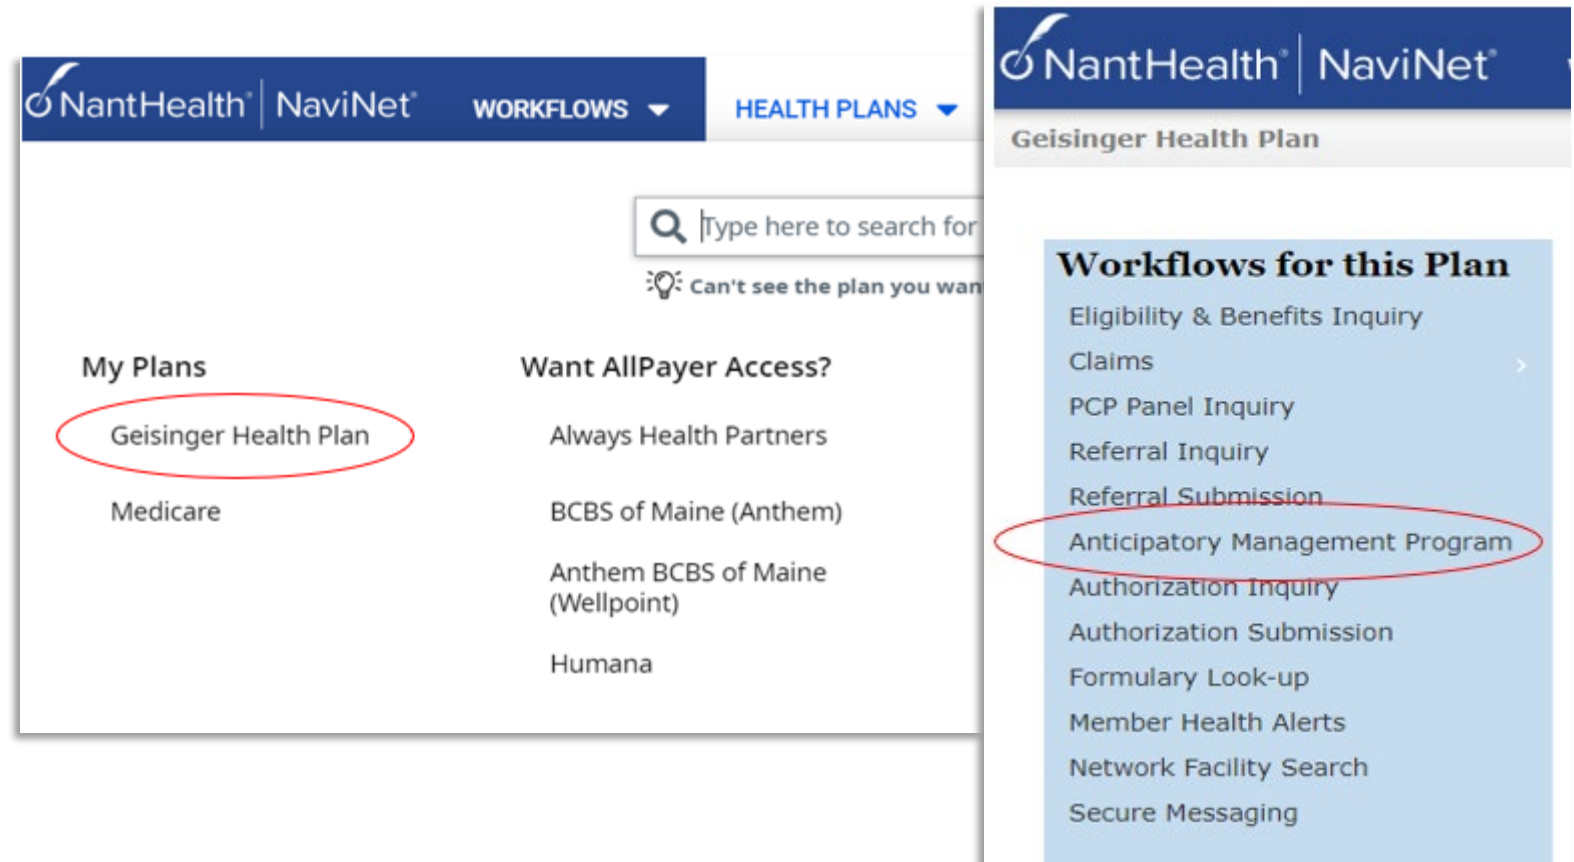 NantHealth® | NaviNet® WORKFLOWS HEALTH PLANS
Type here to search for
Can't see the plan you wan
My Plans
Geisinger Health Plan
Medicare
Want AllPayer Access?
Always Health Partners
BCBS of Maine (Anthem)
Anthem BCBS of Maine
(Wellpoint)
Humana
NantHealth® | NaviNet®
Geisinger Health Plan
Workflows for this Plan
Eligibility & Benefits Inquiry
Claims
PCP Panel Inquiry
Referral Inquiry
Referral Submission
Anticipatory Management Program
Authorization Inquiry
Authorization Submission
Formulary Look-up
Member Health Alerts
Network Facility Search
Secure Messaging